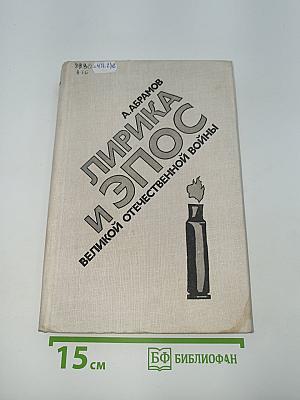 А. АБРАМОВ
ЛИРИКА
И ЭПОС
ВЕЛИКОЙ ОТЕЧЕСТВЕННОЙ ВОЙНЫ
15 см
БФ БИБЛИОФАН